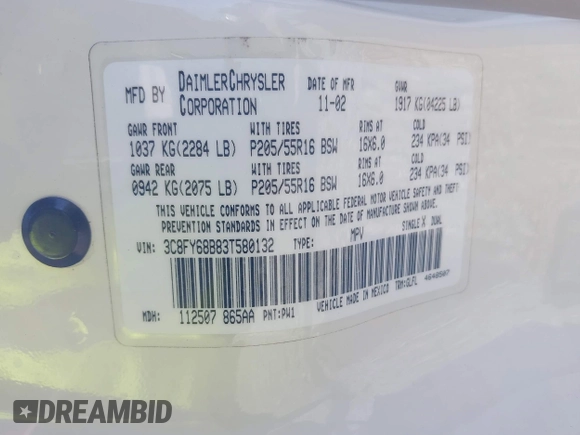 MFD BY DAIMLERCHRYSLER CORPORATION
DATE OF MFR 11-02
GVWR 1917 KG(04225 LB)
GAWR FRONT WITH TIRES RIMS AT COLD
1037 KG(2284 LB) P205/55R16 BSW 16X6.0 234 KPA(34 PSI)
GAWR REAR WITH TIRES RIMS AT COLD
0942 KG(2075 LB) P205/55R16 BSW 16X6.0 234 KPA(34 PSI)
THIS VEHICLE CONFORMS TO ALL APPLICABLE FEDERAL MOTOR VEHICLE SAFETY AND THEFT
PREVENTION STANDARDS IN EFFECT ON THE DATE OF MANUFACTURE SHOWN ABOVE.
VIN: 3C8FY68B83T580132 TYPE: MPV SINGLE X DUAL
MDH: 112507 865AA PNT:PW1 VEHICLE MADE IN MEXICO TRM:GLFL
DREAMBID